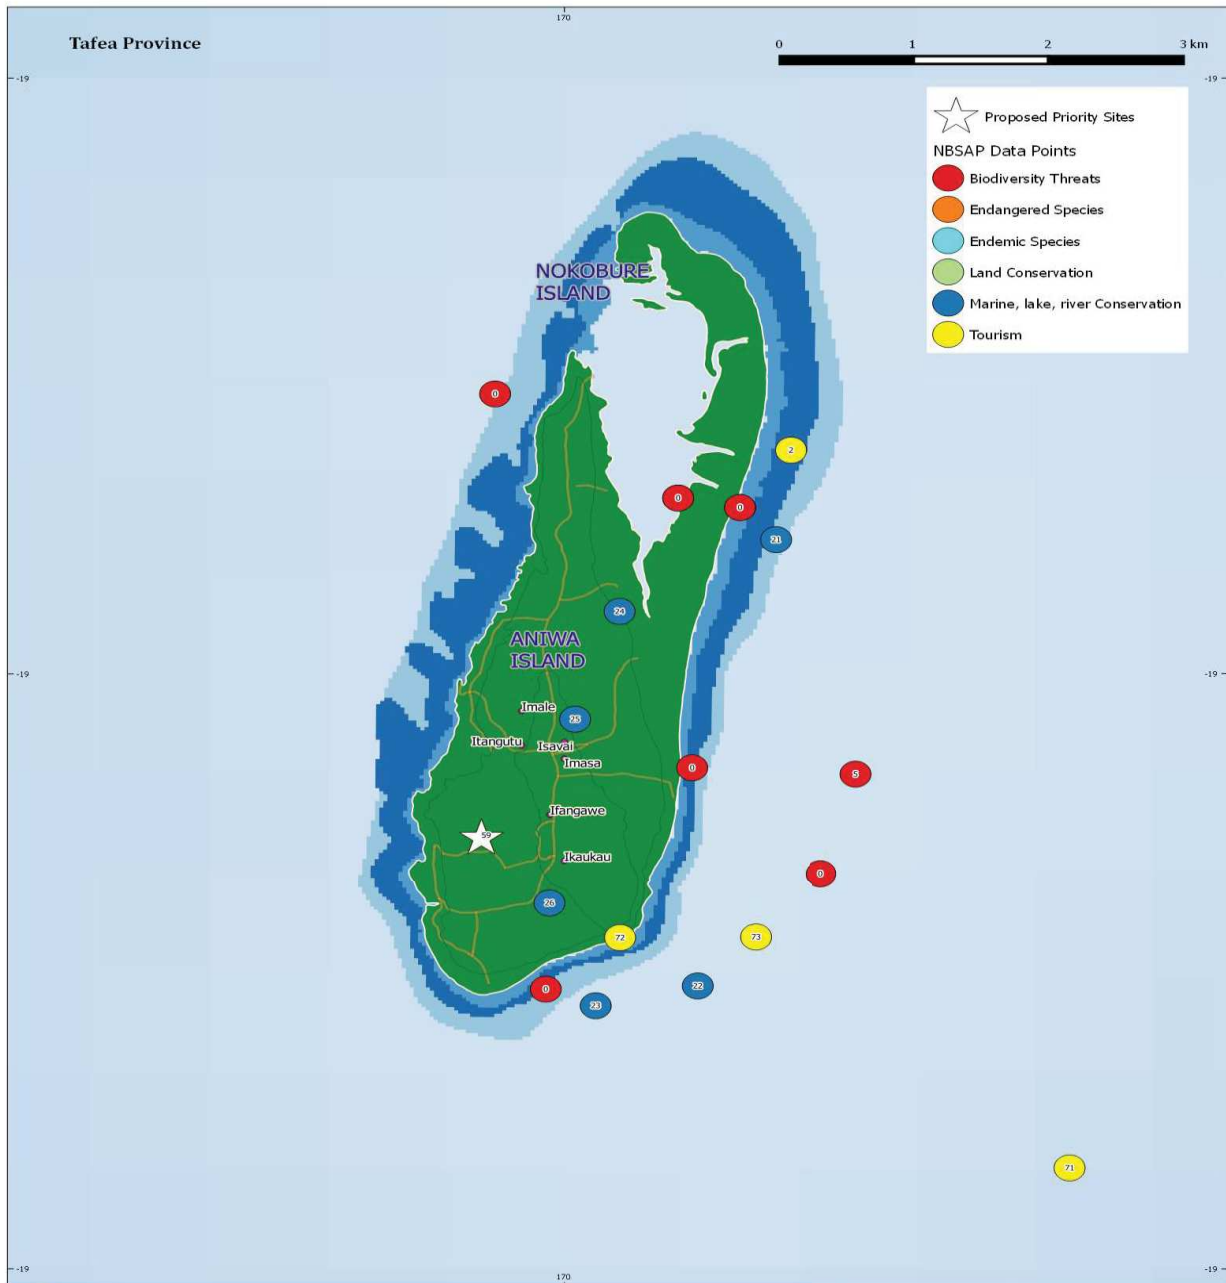 170
Tafea Province
0 1 2 3 km
-19 -19
Proposed Priority Sites
NBSAP Data Points
Biodiversity Threats
Endangered Species
Endemic Species
Land Conservation
Marine, lake, river Conservation
Tourism
NOKOBURE
ISLAND
0
2
0
0
21
24
ANIWA
ISLAND
-19 -19
Imale
25
Itangutu
Isavai
Imasa
0
5
Ifangawe
59
Ikaukau
0
26
72
73
0
22
23
71
-19 -19
170